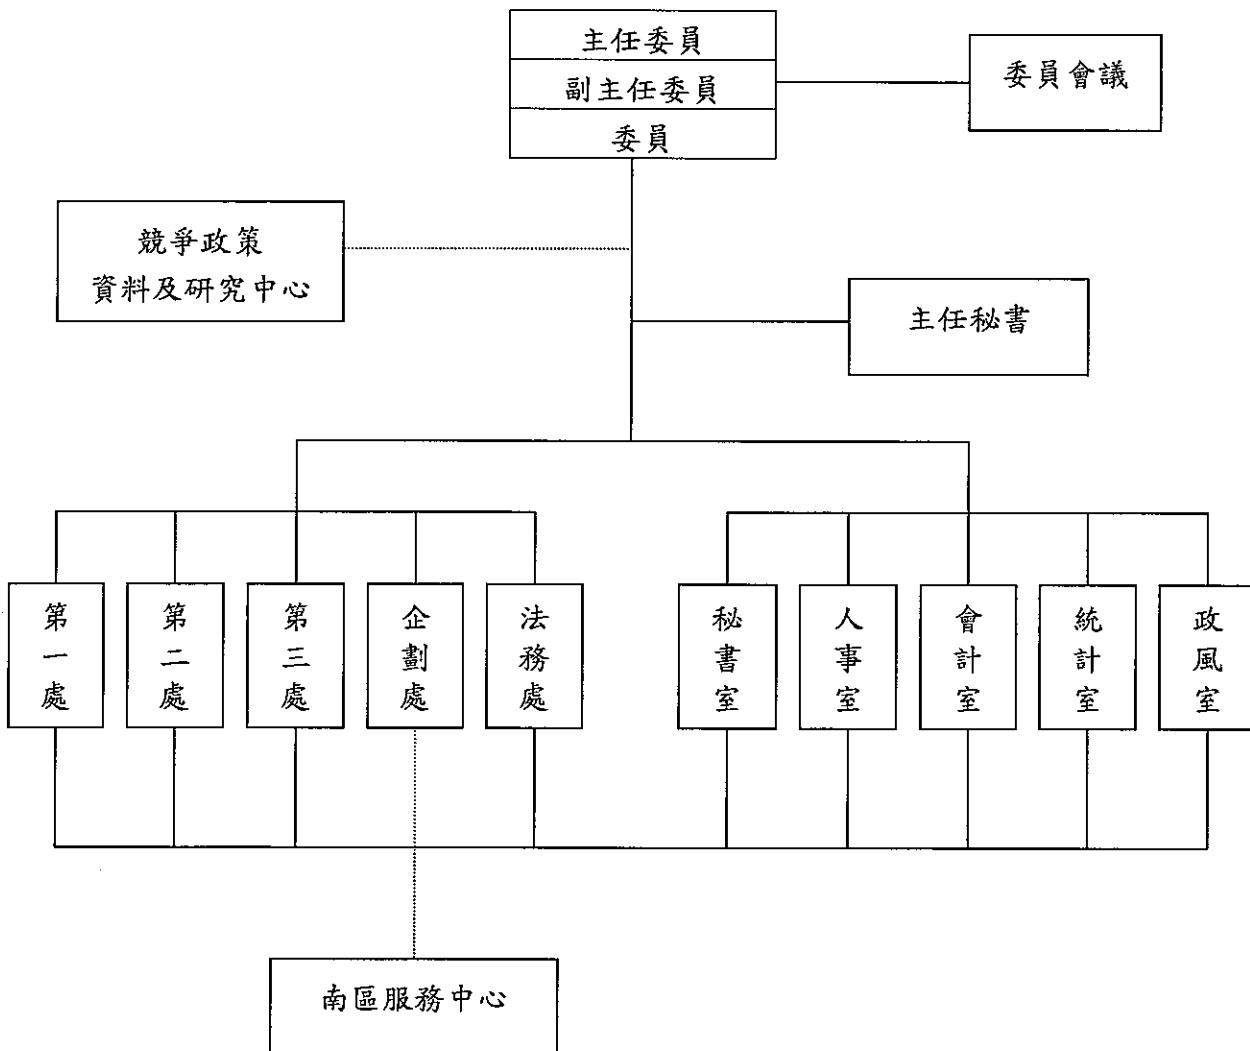 主任委員
副主任委員
委員
委員會議
競爭政策
資料及研究中心
主任秘書
第一處
第二處
第三處
企劃處
法務處
秘書室
人事室
會計室
統計室
政風室
南區服務中心